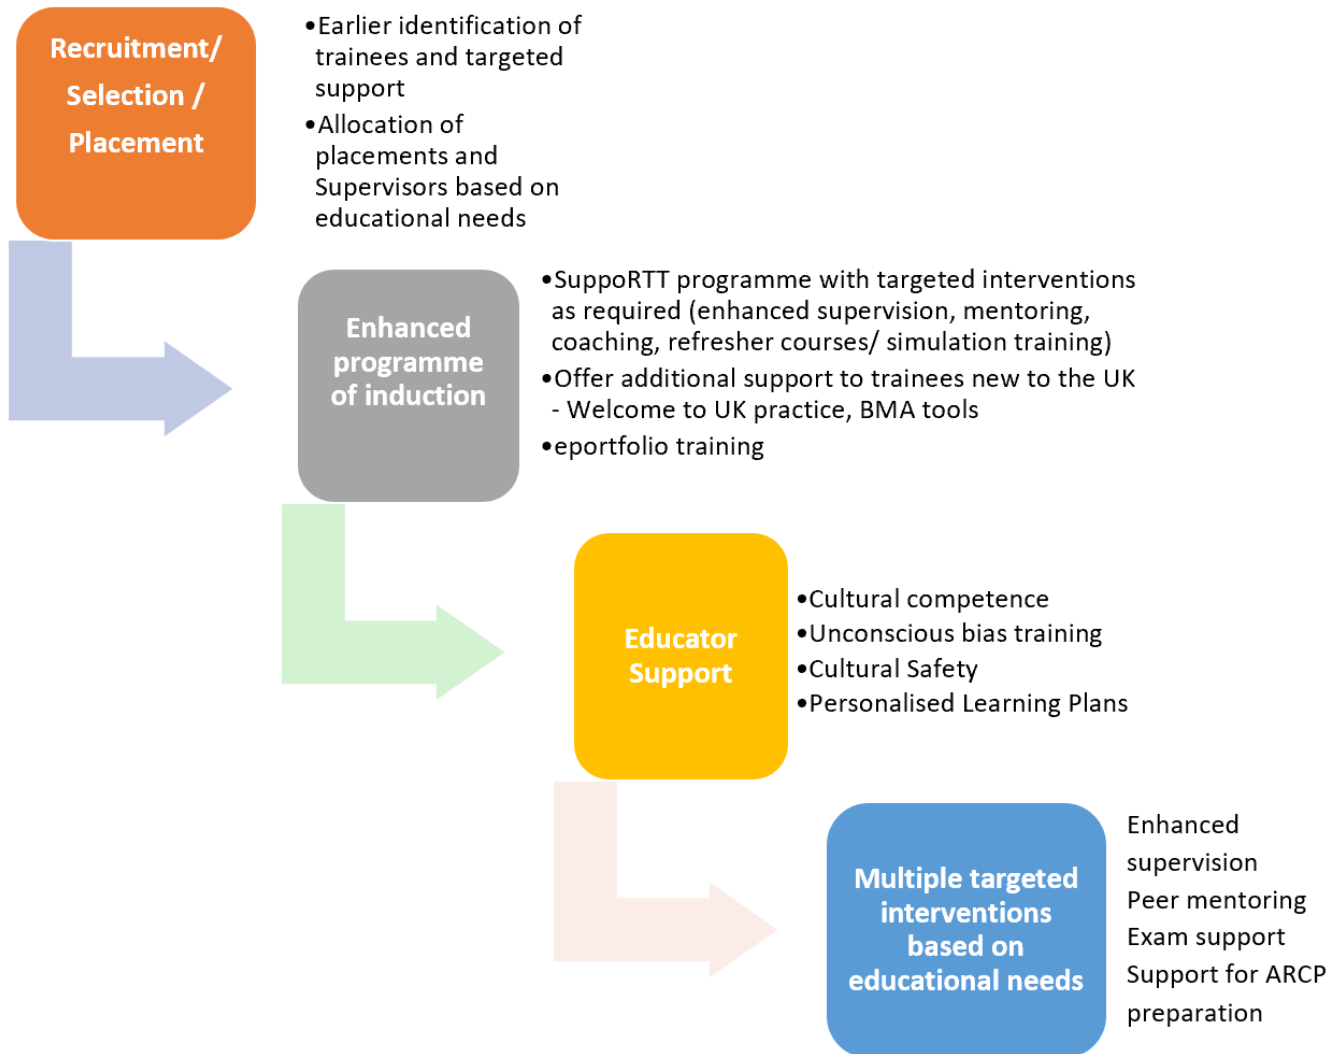 Recruitment/
Selection /
Placement
•Earlier identification of
trainees and targeted
support
•Allocation of
placements and
Supervisors based on
educational needs
Enhanced
programme
of induction
•SuppoRTT programme with targeted interventions
as required (enhanced supervision, mentoring,
coaching, refresher courses/ simulation training)
•Offer additional support to trainees new to the UK
- Welcome to UK practice, BMA tools
•eportfolio training
Educator
Support
•Cultural competence
•Unconscious bias training
•Cultural Safety
•Personalised Learning Plans
Multiple targeted
interventions
based on
educational needs
Enhanced
supervision
Peer mentoring
Exam support
Support for ARCP
preparation